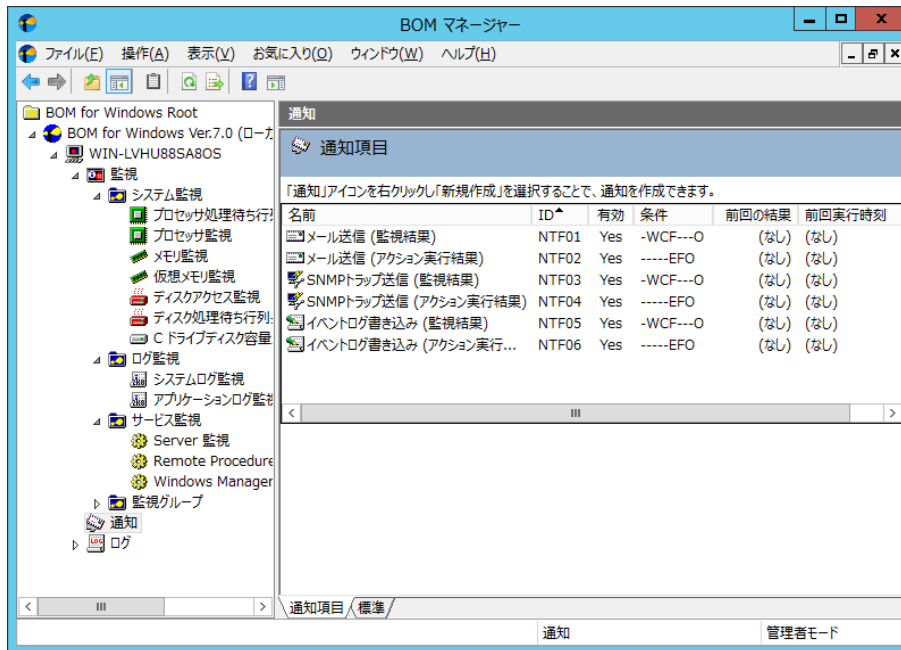 BOM マネージャー
ファイル(F) 操作(A) 表示(V) お気に入り(O) ウィンドウ(W) ヘルプ(H)
BOM for Windows Root
BOM for Windows Ver.7.0 (ローカ
WIN-LVHU88SA8OS
監視
システム監視
プロセッサ処理待ち行列
プロセッサ監視
メモリ監視
仮想メモリ監視
ディスクアクセス監視
ディスク処理待ち行列
C ドライブディスク容量
ログ監視
システムログ監視
アプリケーションログ監視
サービス監視
Server 監視
Remote Procedure
Windows Manager
監視グループ
通知
ログ
通知
通知項目
「通知」アイコンを右クリックし「新規作成」を選択することで、通知を作成できます。
名前 ID 有効 条件 前回の結果 前回実行時刻
メール送信 (監視結果) NTF01 Yes -WCF---O (なし) (なし)
メール送信 (アクション実行結果) NTF02 Yes -----EFO (なし) (なし)
SNMPトラップ送信 (監視結果) NTF03 Yes -WCF---O (なし) (なし)
SNMPトラップ送信 (アクション実行結果) NTF04 Yes -----EFO (なし) (なし)
イベントログ書き込み (監視結果) NTF05 Yes -WCF---O (なし) (なし)
イベントログ書き込み (アクション実行... NTF06 Yes -----EFO (なし) (なし)
通知項目 標準
通知 管理者モード